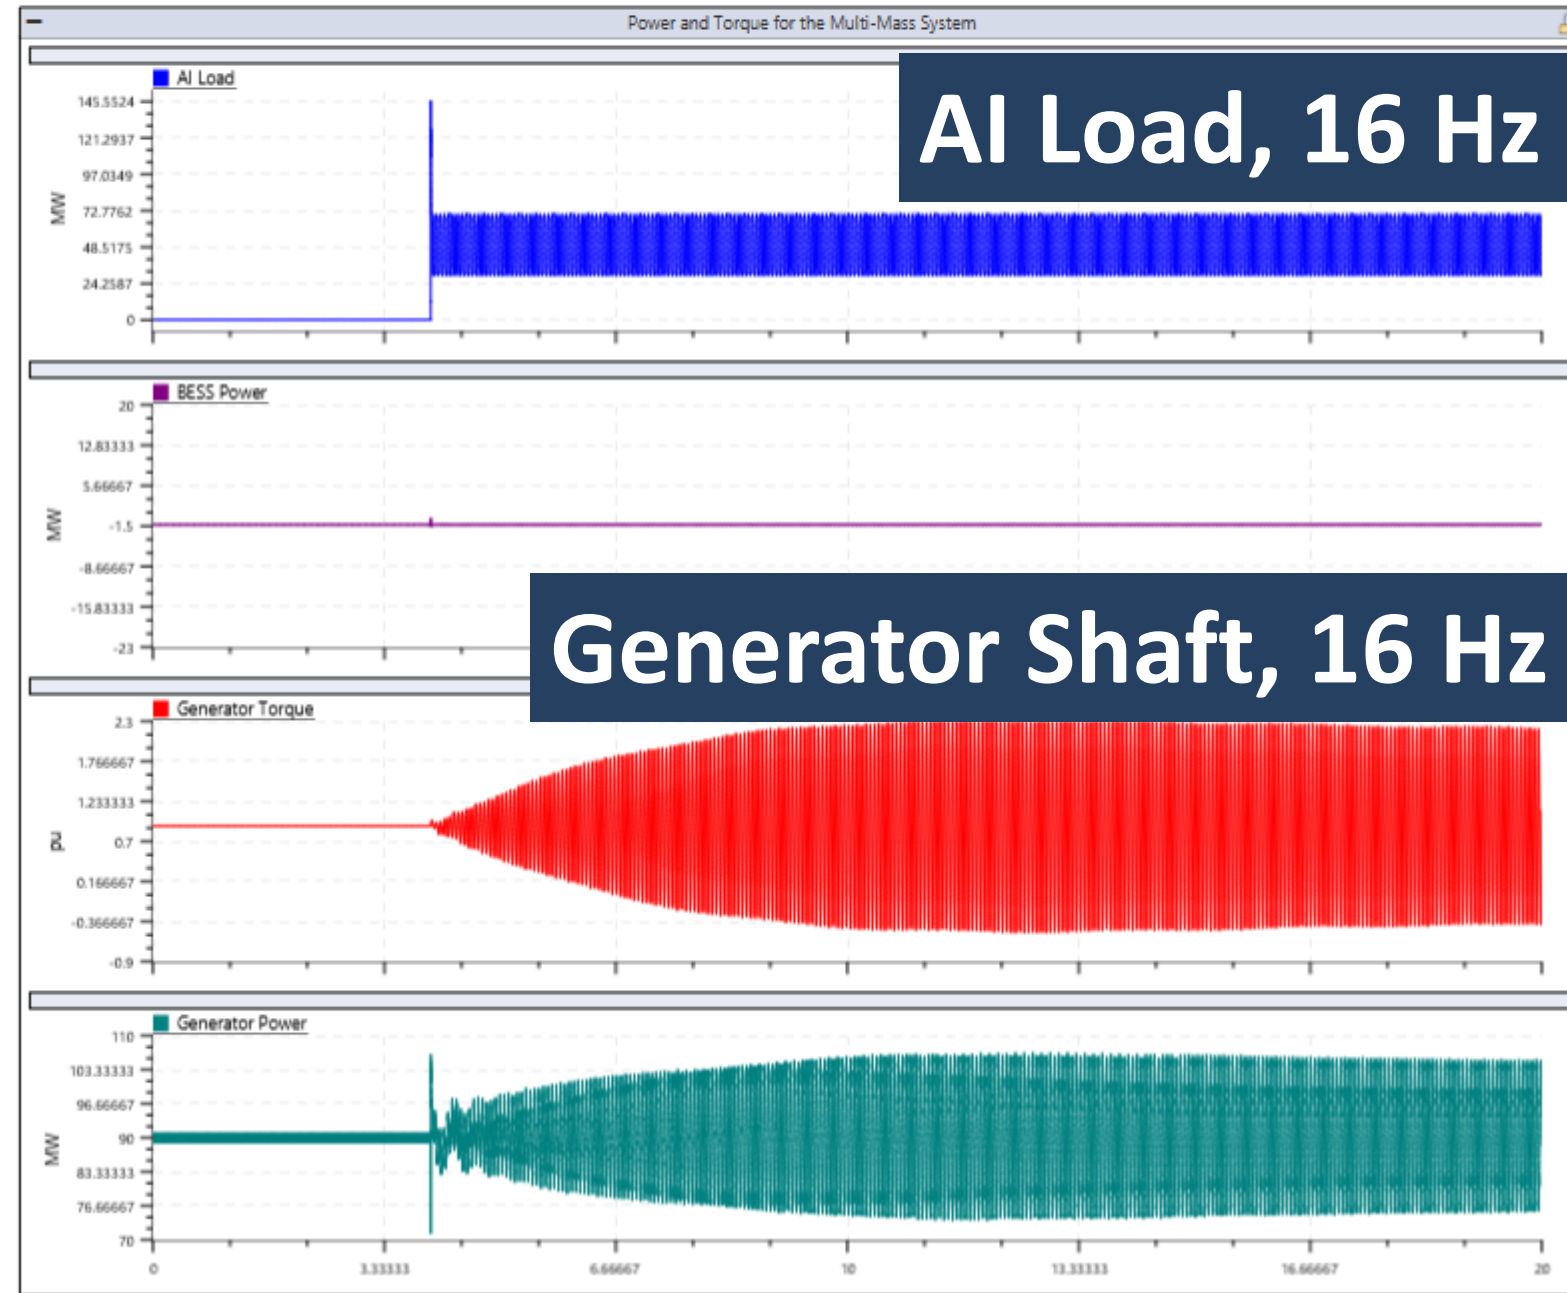 Power and Torque for the Multi-Mass System
AI Load
AI Load, 16 Hz
145.5524
121.2937
97.0349
72.7762
48.5175
24.2587
0
MW
BESS Power
20
12.83333
5.66667
-1.5
-8.66667
-15.83333
-23
MW
Generator Shaft, 16 Hz
Generator Torque
2.3
1.766667
1.233333
0.7
0.166667
-0.366667
-0.9
pu
Generator Power
110
103.33333
96.66667
90
83.33333
76.66667
70
MW
0 3.33333 6.66667 10 13.33333 16.66667 20